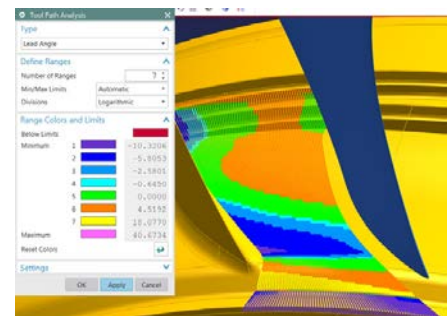 Tool Path Analysis
Type
Lead Angle
Define Ranges
Number of Ranges 7
Min/Max Limits Automatic
Divisions Logarithmic
Range Colors and Limits
Below Limits
Minimum 1 -10.3206
2 -5.8053
3 -2.5801
4 -0.6450
5 0.0000
6 4.5192
7 18.0770
Maximum 40.6734
Reset Colors
Settings
OK Apply Cancel